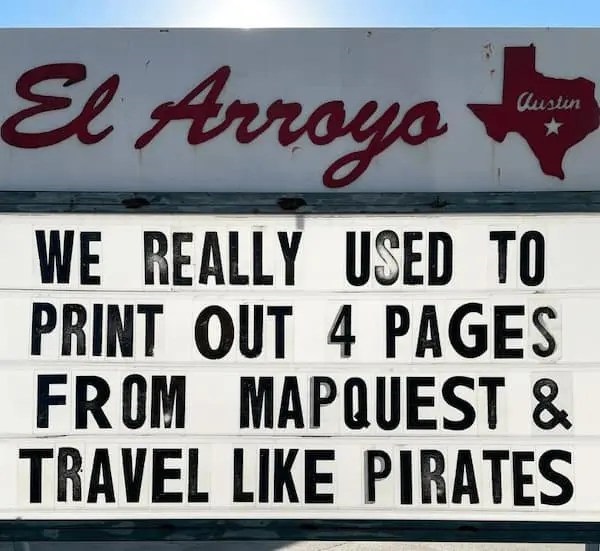 El Arroyo
Austin
WE REALLY USED TO
PRINT OUT 4 PAGES
FROM MAPQUEST &
TRAVEL LIKE PIRATES